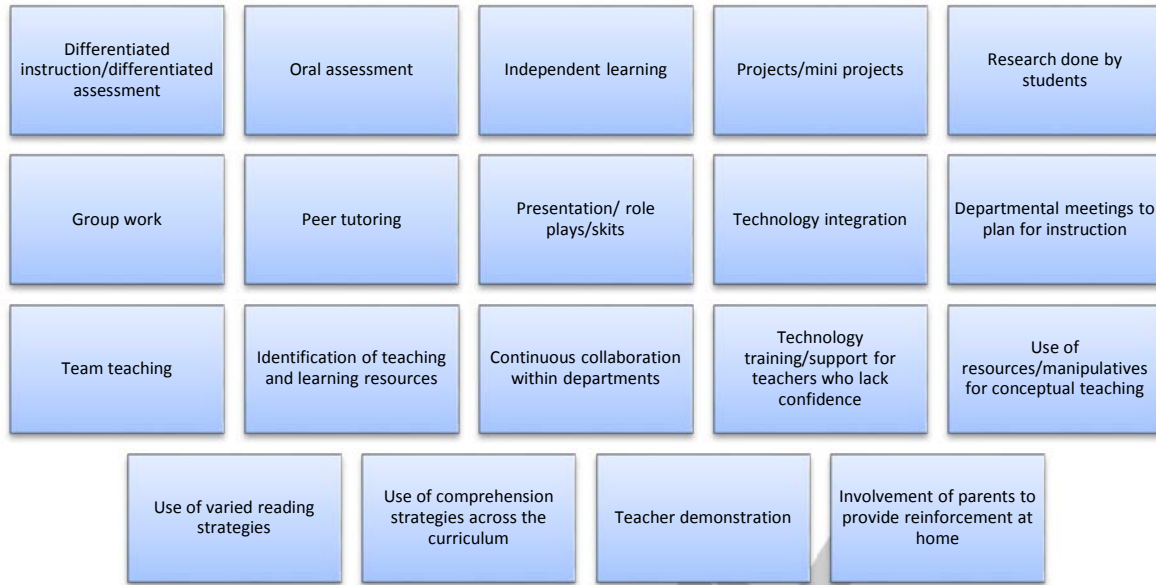 Differentiated
instruction/differentiated
assessment
Oral assessment
Independent learning
Projects/mini projects
Research done by
students
Group work
Peer tutoring
Presentation/ role
plays/skits
Technology integration
Departmental meetings to
plan for instruction
Team teaching
Identification of teaching
and learning resources
Continuous collaboration
within departments
Technology
training/support for
teachers who lack
confidence
Use of
resources/manipulatives
for conceptual teaching
Use of varied reading
strategies
Use of comprehension
strategies across the
curriculum
Teacher demonstration
Involvement of parents to
provide reinforcement at
home